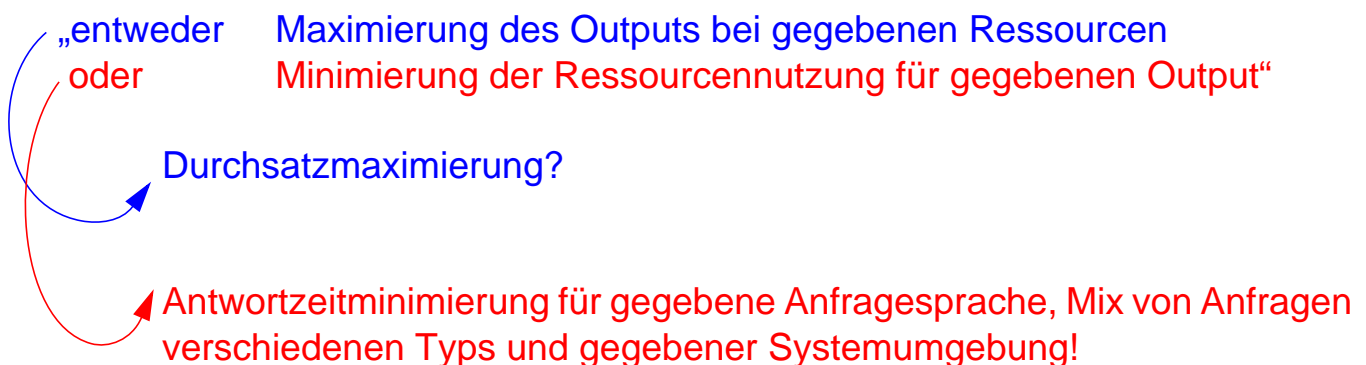 „entweder Maximierung des Outputs bei gegebenen Ressourcen
oder Minimierung der Ressourcennutzung für gegebenen Output“
Durchsatzmaximierung?
Antwortzeitminimierung für gegebene Anfragesprache, Mix von Anfragen
verschiedenen Typs und gegebener Systemumgebung!